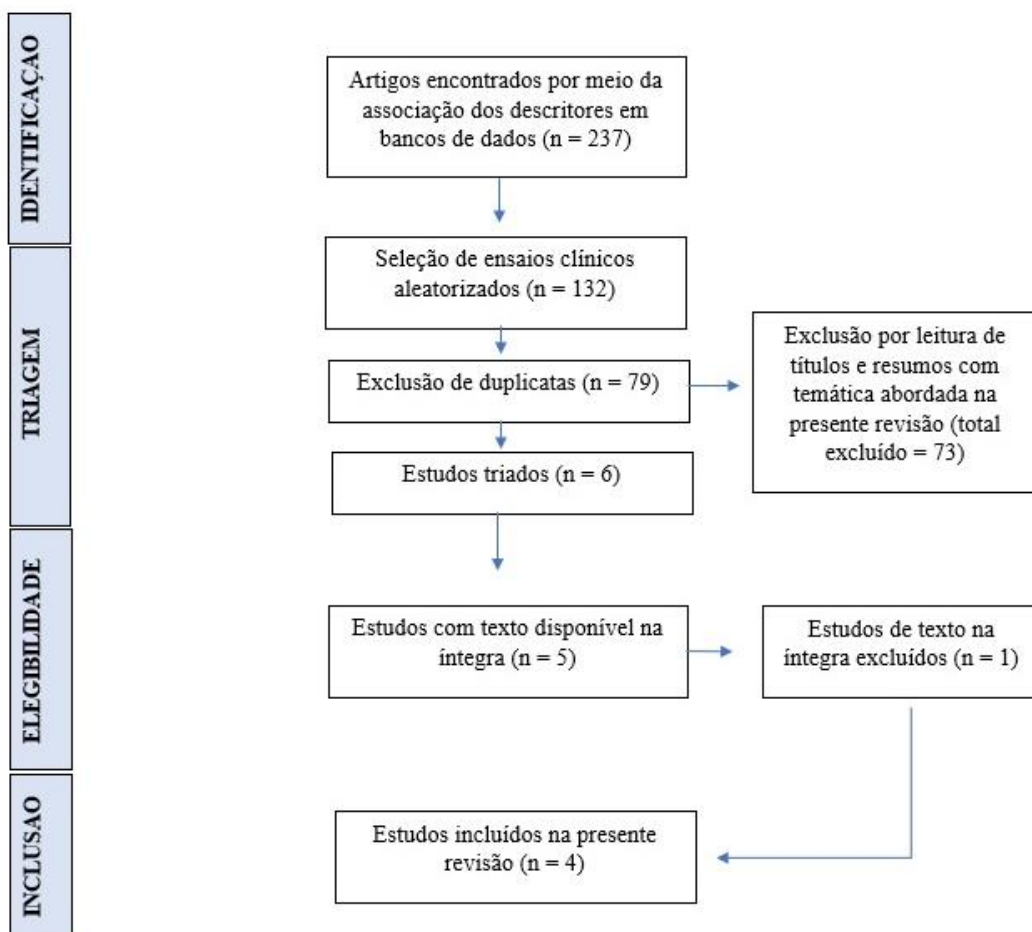 IDENTIFICAÇAO
Artigos encontrados por meio da
associação dos descritores em
bancos de dados (n = 237)
TRIAGEM
Seleção de ensaios clínicos
aleatorizados (n = 132)
Exclusão de duplicatas (n = 79)
Exclusão por leitura de
títulos e resumos com
temática abordada na
presente revisão (total
excluído = 73)
Estudos triados (n = 6)
ELEGIBILIDADE
Estudos com texto disponível na
íntegra (n = 5)
Estudos de texto na
íntegra excluídos (n = 1)
INCLUSAO
Estudos incluídos na presente
revisão (n = 4)